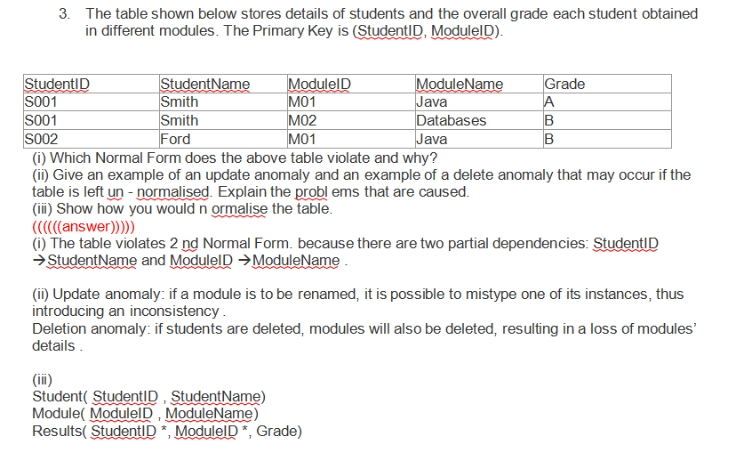 3. The table shown below stores details of students and the overall grade each student obtained
in different modules. The Primary Key is (StudentID, ModuleID).
StudentID StudentName ModuleID ModuleName Grade
S001 Smith M01 Java A
S001 Smith M02 Databases B
S002 Ford M01 Java B
(i) Which Normal Form does the above table violate and why?
(ii) Give an example of an update anomaly and an example of a delete anomaly that may occur if the
table is left un - normalised. Explain the probl ems that are caused.
(iii) Show how you would n ormalise the table.
((((((answer)))))
(i) The table violates 2 nd Normal Form. because there are two partial dependencies: StudentID
→StudentName and ModuleID →ModuleName .
(ii) Update anomaly: if a module is to be renamed, it is possible to mistype one of its instances, thus
introducing an inconsistency .
Deletion anomaly: if students are deleted, modules will also be deleted, resulting in a loss of modules'
details .
(iii)
Student( StudentID , StudentName)
Module( ModuleID , ModuleName)
Results( StudentID *, ModuleID *, Grade)